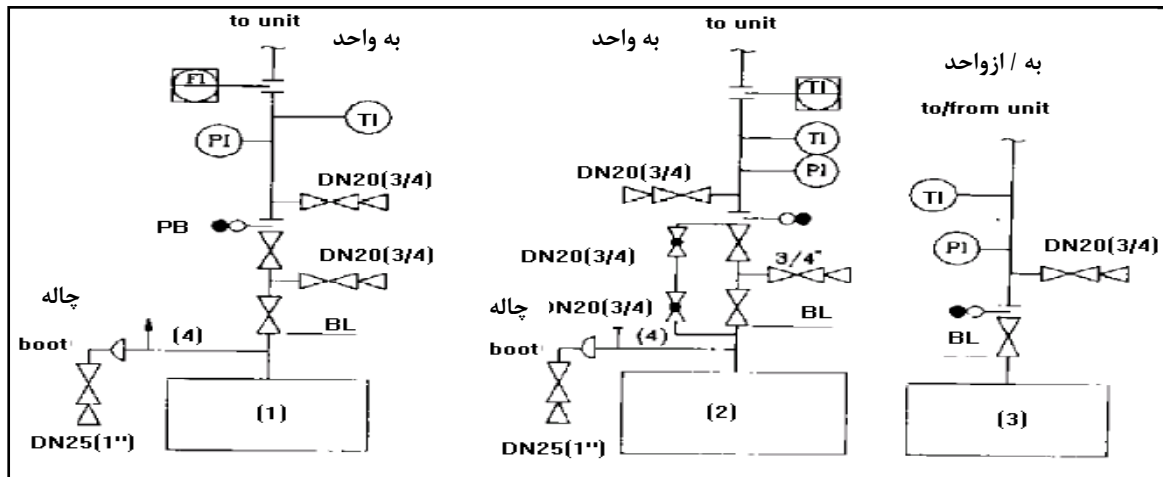 to unit
به واحد
FI
TI
PI
DN20(3/4)
PB
DN20(3/4)
چاله
BL
(4)
boot
(1)
DN25(1")
to unit
به واحد
TI
TI
PI
DN20(3/4)
DN20(3/4)
3/4"
DN20(3/4)
چاله
BL
(4)
boot
(2)
DN25(1")
به / ازواحد
to/from unit
TI
PI
DN20(3/4)
BL
(3)